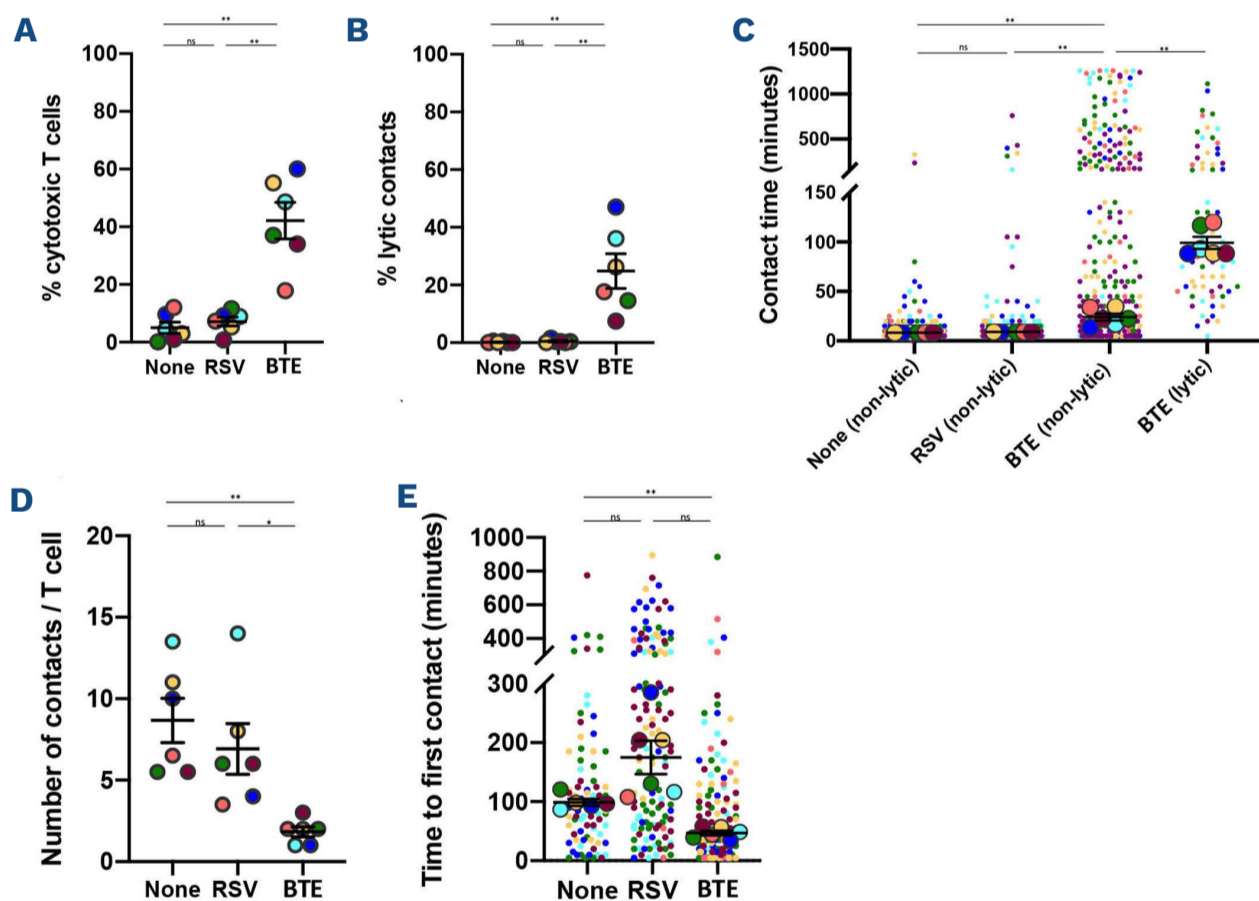 A
**
ns
**
% cytotoxic T cells
100
80
60
40
20
0
None RSV BTE
B
**
ns
**
% lytic contacts
100
80
60
40
20
0
None RSV BTE
C
**
ns
**
**
Contact time (minutes)
1500
1000
500
150
100
50
0
None (non-lytic)
RSV (non-lytic)
BTE (non-lytic)
BTE (lytic)
D
**
ns
*
Number of contacts / T cell
20
15
10
5
0
None RSV BTE
E
**
ns
ns
Time to first contact (minutes)
1000
800
600
400
300
200
100
0
None RSV BTE